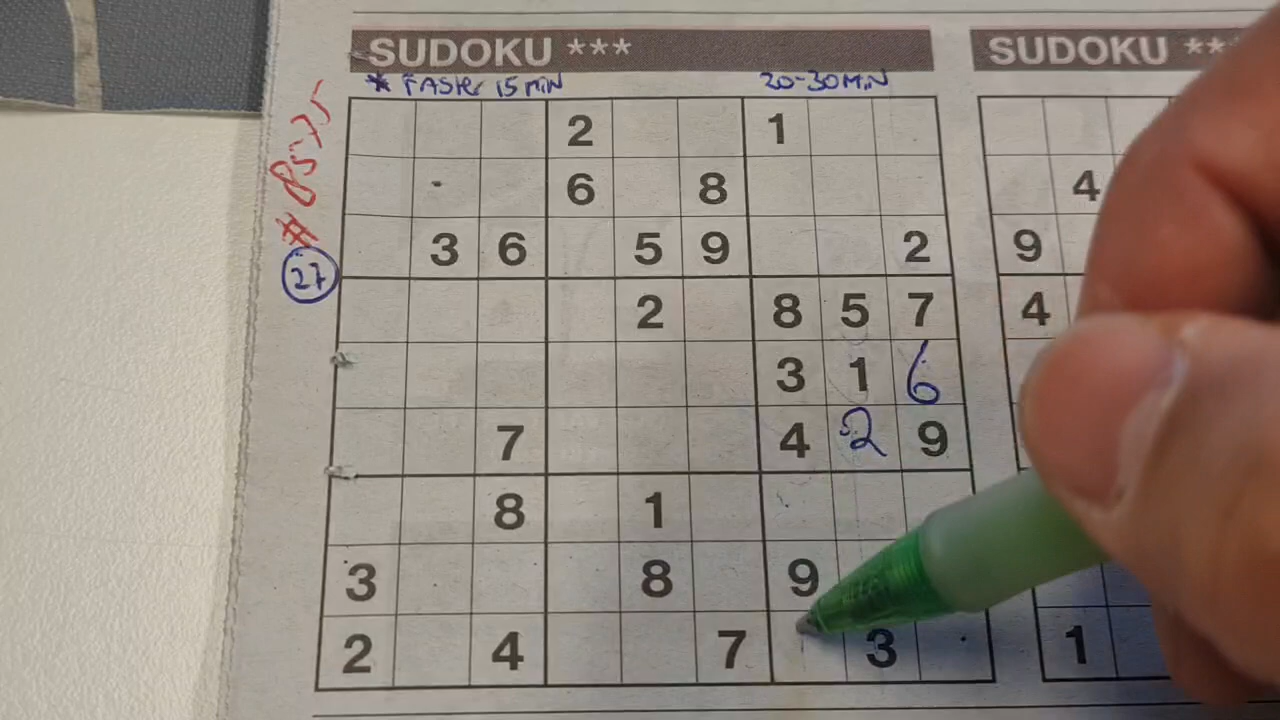 SUDOKU ***
SUDOKU **
* FASTER 15 MIN 20-30 MIN
# 8575
27
2 1
6 8 4
3 6 5 9 2 9
2 8 5 7 4
3 1 6
7 4 2 9
8 1
3 8 9
2 4 7 3 1